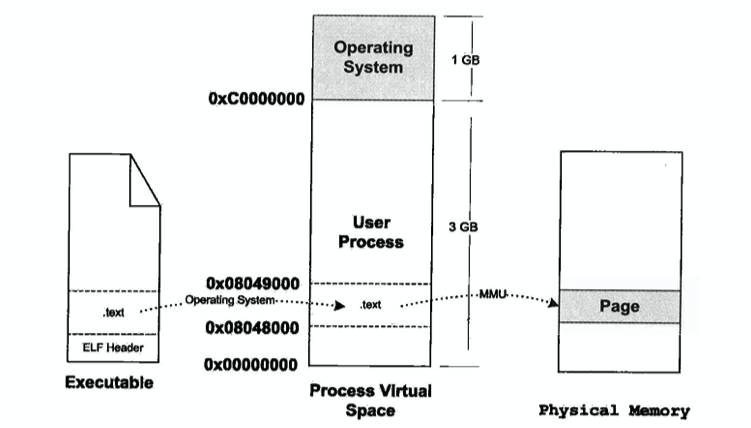 Operating
System
1 GB
0xC0000000
User
Process
3 GB
0x08049000
.text
Operating System
.text
MMU
Page
0x08048000
ELF Header
0x00000000
Executable
Process Virtual
Space
Physical Memory